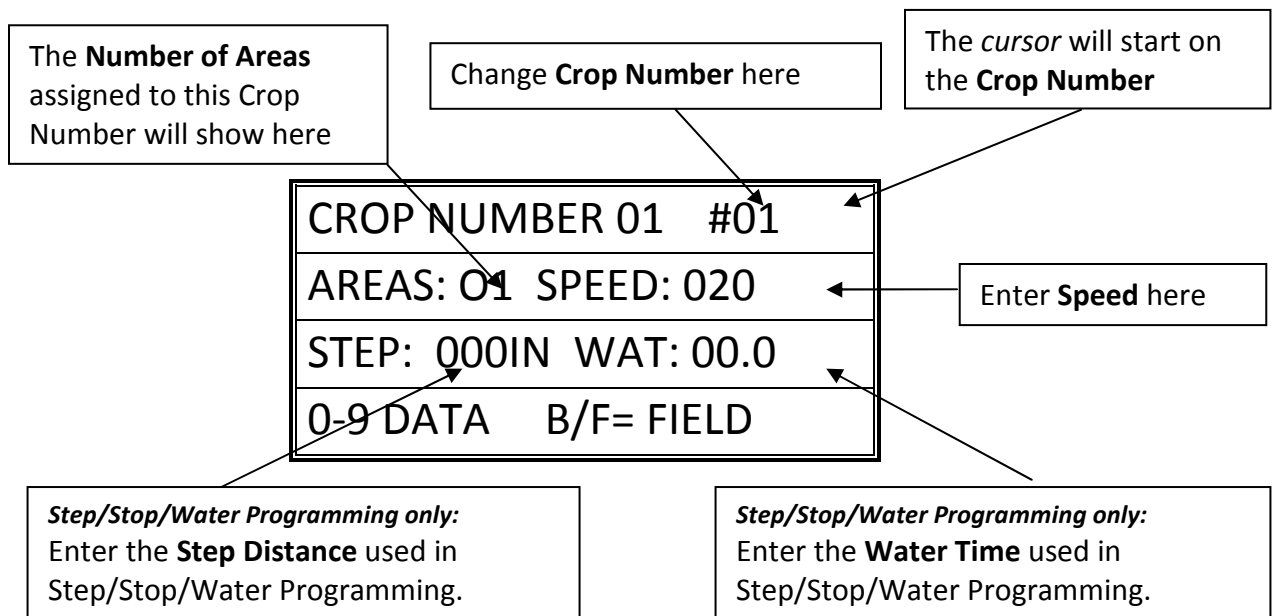 The Number of Areas
assigned to this Crop
Number will show here
Change Crop Number here
The cursor will start on
the Crop Number
CROP NUMBER 01 #01
AREAS: O1 SPEED: 020
Enter Speed here
STEP: 000IN WAT: 00.0
0-9 DATA B/F= FIELD
Step/Stop/Water Programming only:
Enter the Step Distance used in
Step/Stop/Water Programming.
Step/Stop/Water Programming only:
Enter the Water Time used in
Step/Stop/Water Programming.